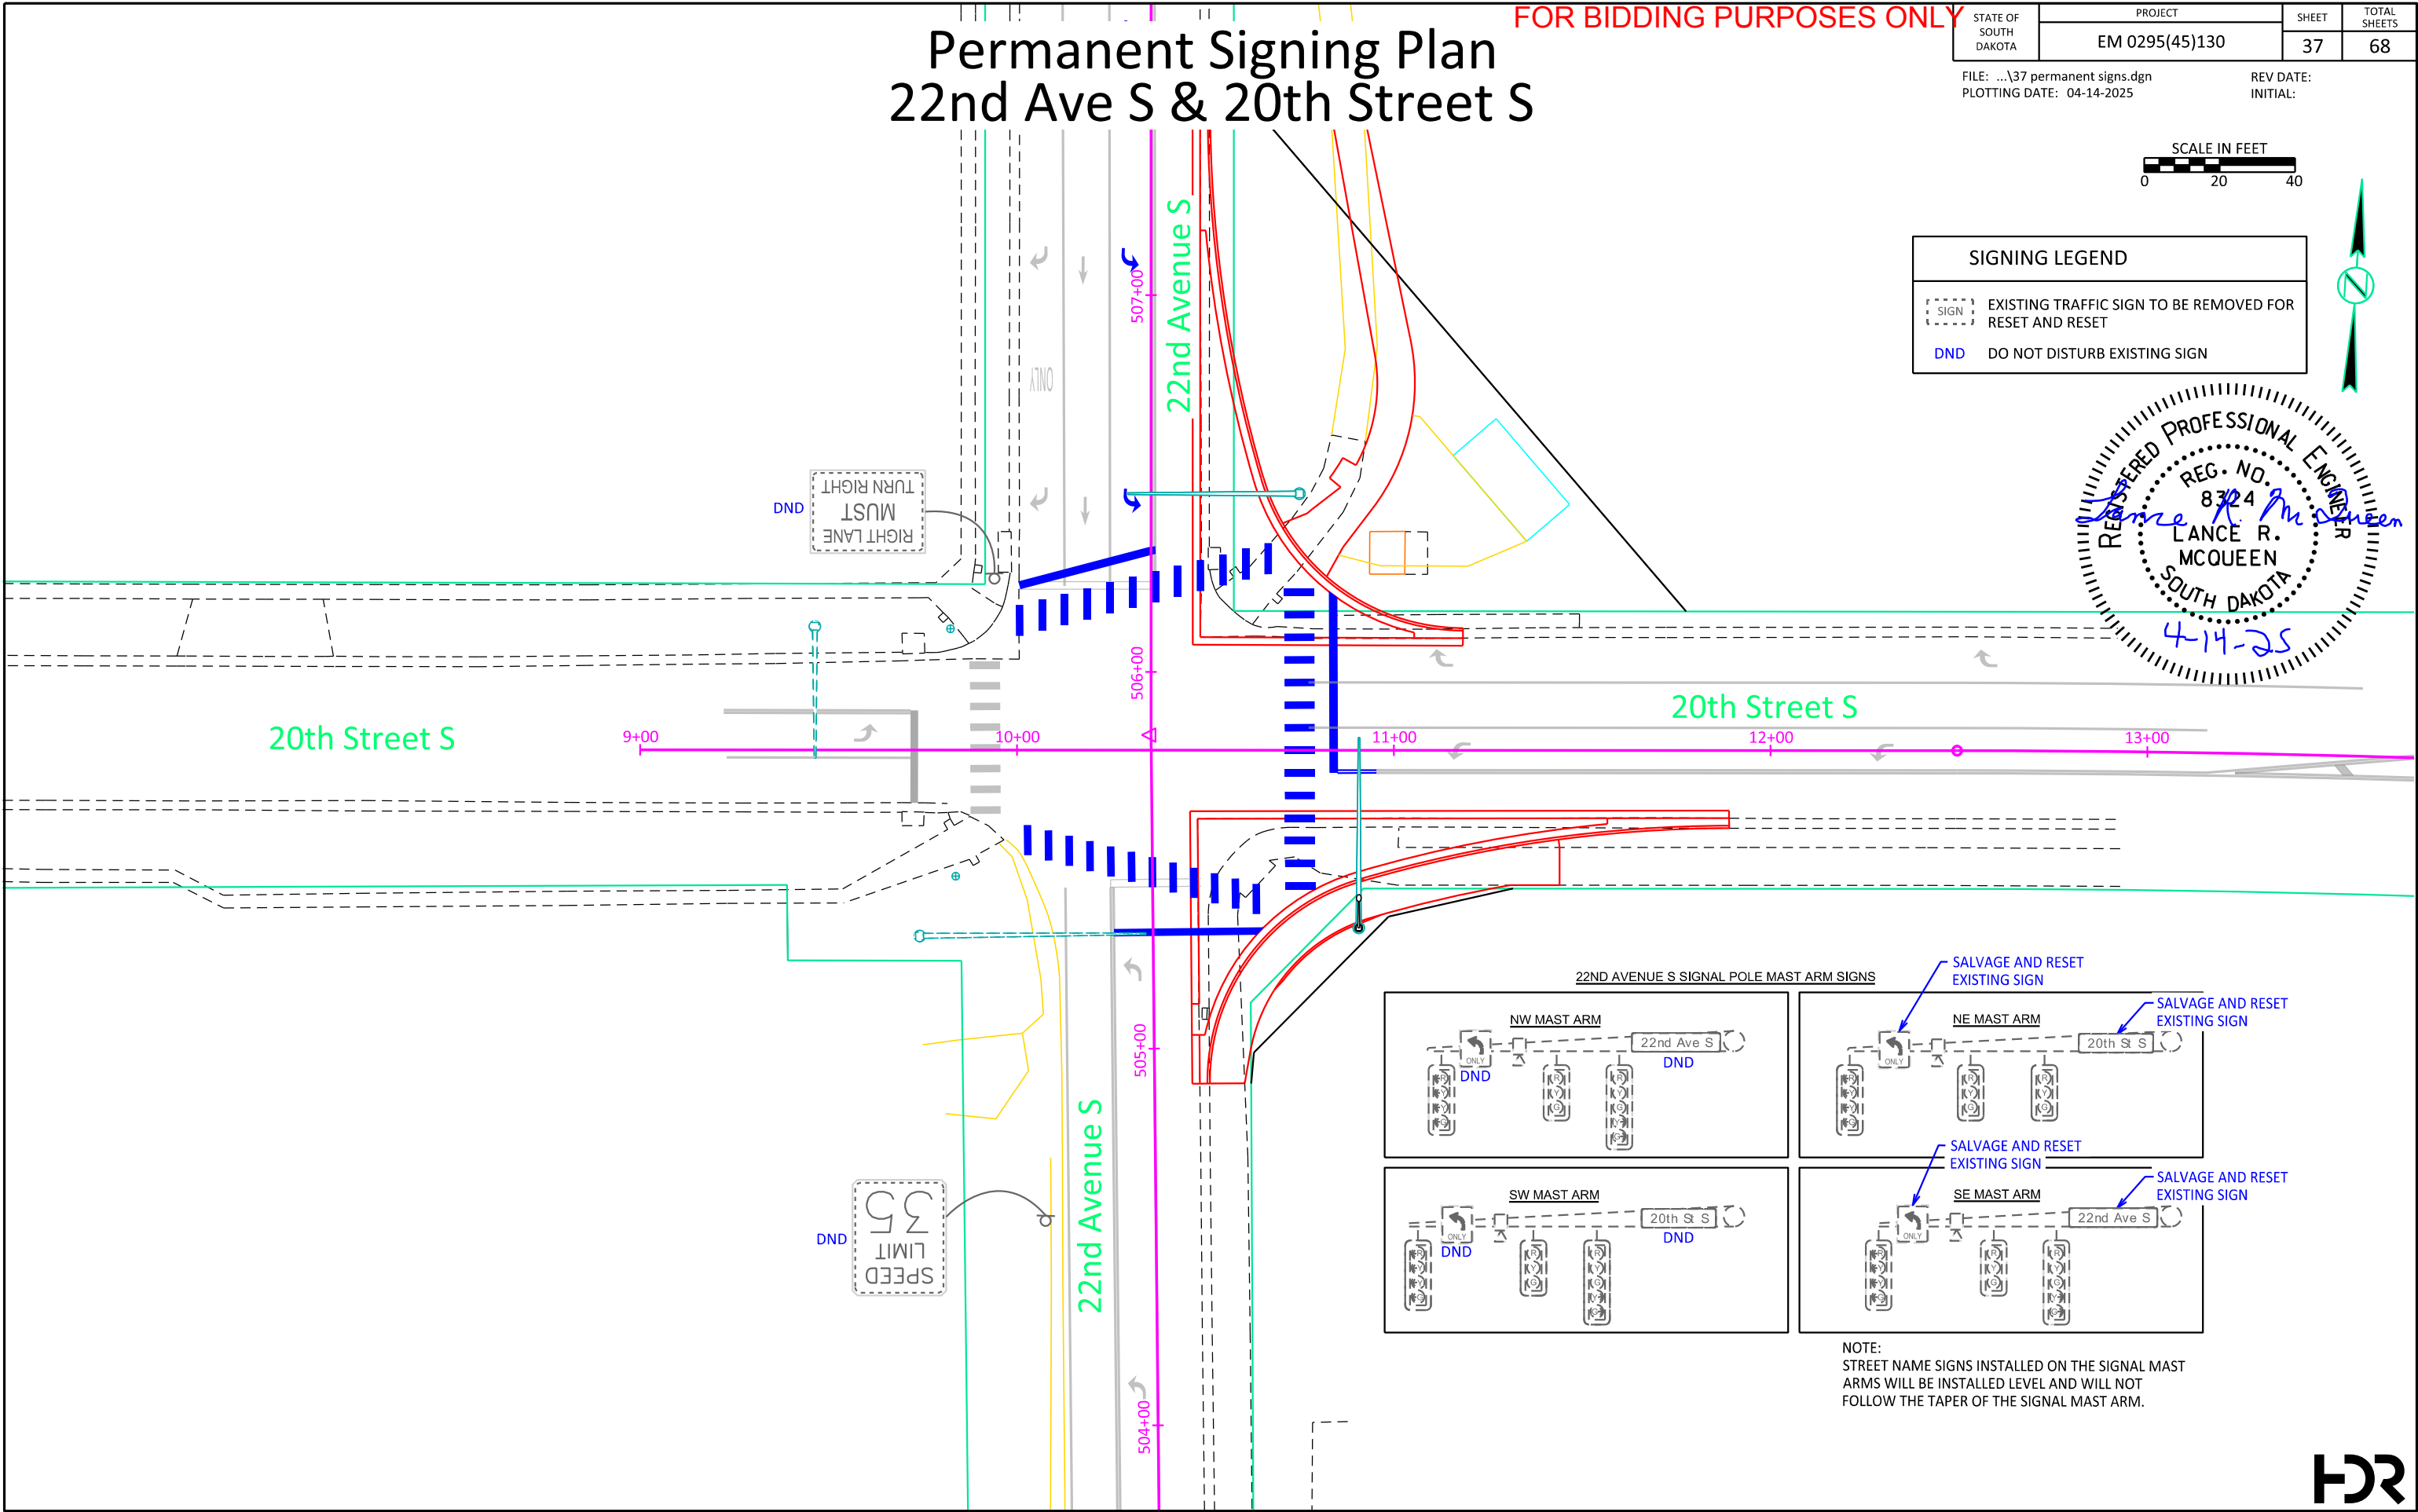 FOR BIDDING PURPOSES ONLY
STATE OF
SOUTH
DAKOTA
PROJECT
EM 0295(45)130
SHEET
37
TOTAL
SHEETS
68
Permanent Signing Plan
22nd Ave S & 20th Street S
FILE: ...\37 permanent signs.dgn
PLOTTING DATE: 04-14-2025
REV DATE:
INITIAL:
SCALE IN FEET
0 20 40
SIGNING LEGEND
SIGN
EXISTING TRAFFIC SIGN TO BE REMOVED FOR
RESET AND RESET
DND DO NOT DISTURB EXISTING SIGN
REGISTERED PROFESSIONAL ENGINEER
REG. NO.
8324
LANCE R.
MCQUEEN
SOUTH DAKOTA
Lance R. McQueen
4-14-25
22nd Avenue S
507+00
ONLY
DND
RIGHT LANE
MUST
TURN RIGHT
506+00
20th Street S
20th Street S
9+00
10+00
11+00
12+00
13+00
505+00
22nd Avenue S
504+00
DND
SPEED
LIMIT
35
22ND AVENUE S SIGNAL POLE MAST ARM SIGNS
NW MAST ARM
ONLY
22nd Ave S
DND
DND
R
Y
Y
G
R
Y
G
R
Y
G
Y
G
SALVAGE AND RESET
EXISTING SIGN
SALVAGE AND RESET
EXISTING SIGN
NE MAST ARM
ONLY
20th St S
R
Y
Y
G
R
Y
G
R
Y
G
SW MAST ARM
ONLY
20th St S
DND
DND
R
Y
Y
G
R
Y
G
R
Y
G
Y
G
SALVAGE AND RESET
EXISTING SIGN
SALVAGE AND RESET
EXISTING SIGN
SE MAST ARM
ONLY
22nd Ave S
R
Y
Y
G
R
Y
G
R
Y
G
Y
G
NOTE:
STREET NAME SIGNS INSTALLED ON THE SIGNAL MAST
ARMS WILL BE INSTALLED LEVEL AND WILL NOT
FOLLOW THE TAPER OF THE SIGNAL MAST ARM.
HDR